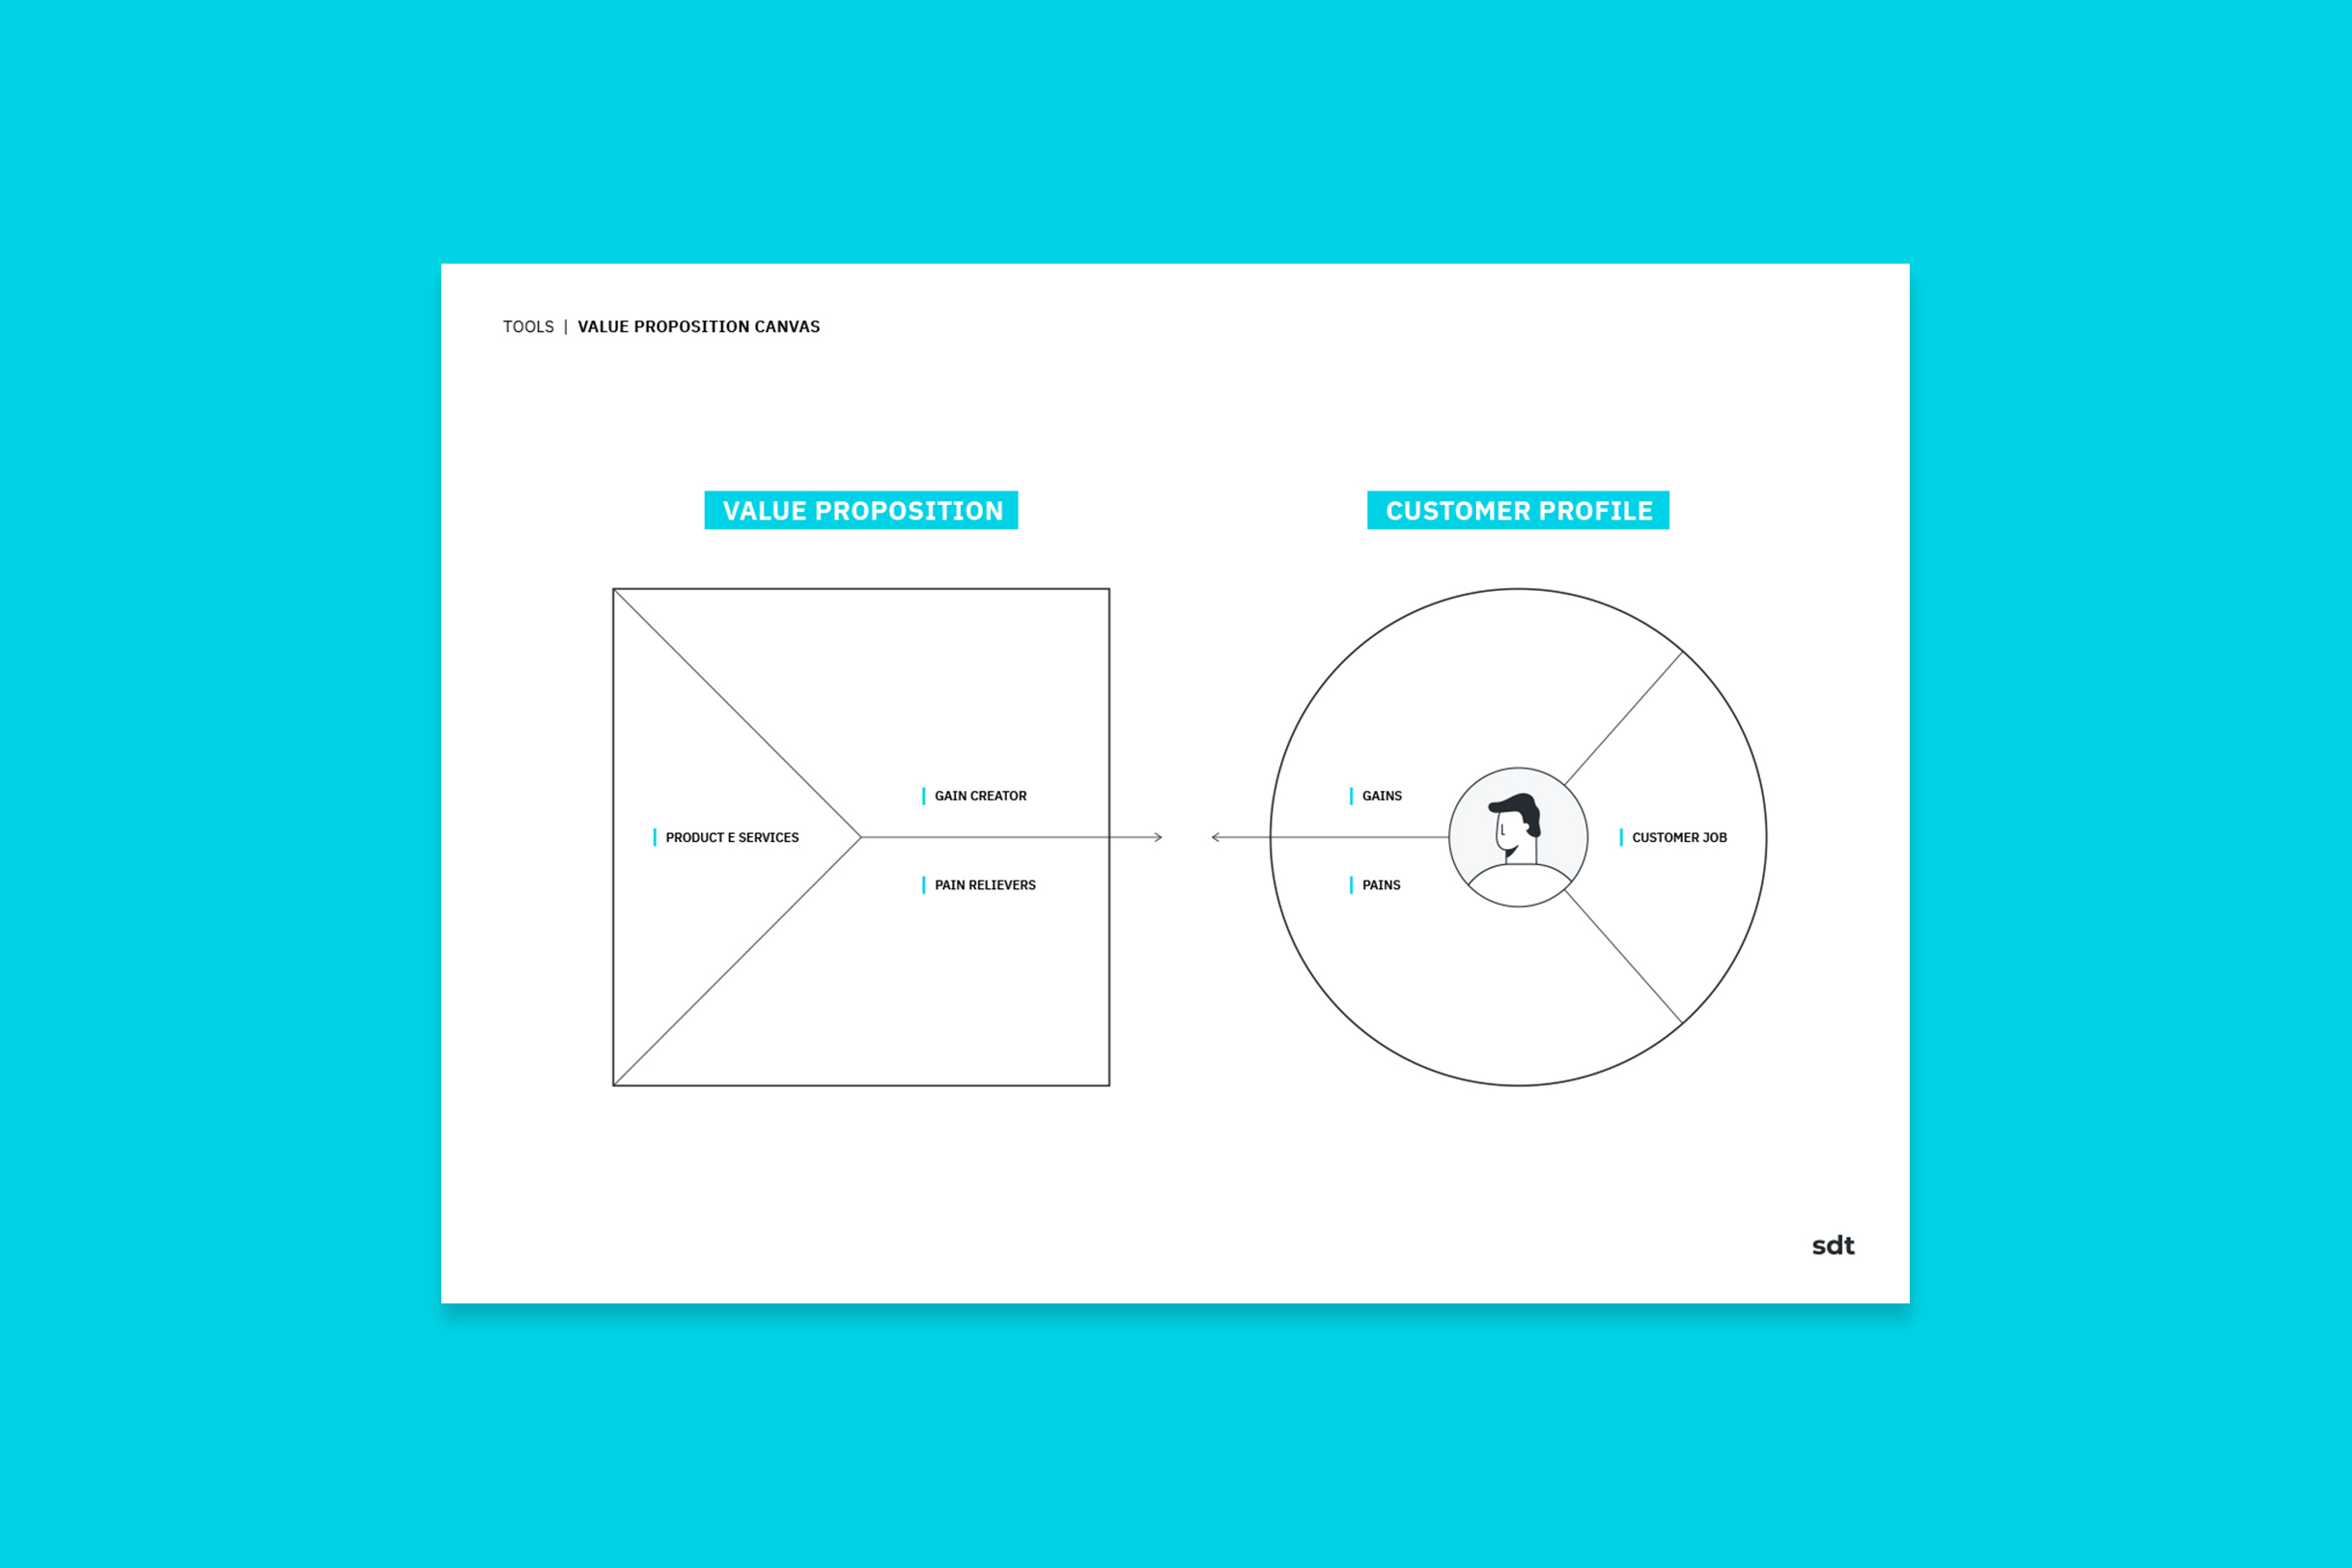 TOOLS | VALUE PROPOSITION CANVAS
VALUE PROPOSITION
PRODUCT E SERVICES
GAIN CREATOR
PAIN RELIEVERS
CUSTOMER PROFILE
GAINS
PAINS
CUSTOMER JOB
sdt